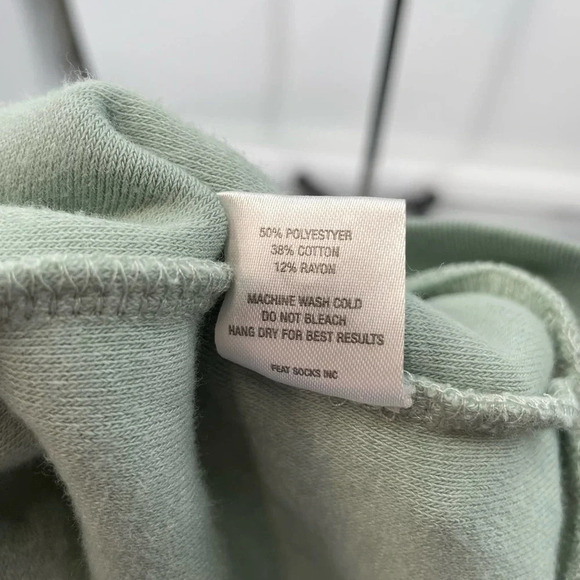 50% POLYESTYER
38% COTTON
12% RAYON
MACHINE WASH COLD
DO NOT BLEACH
HANG DRY FOR BEST RESULTS
FEAT SOCKS INC